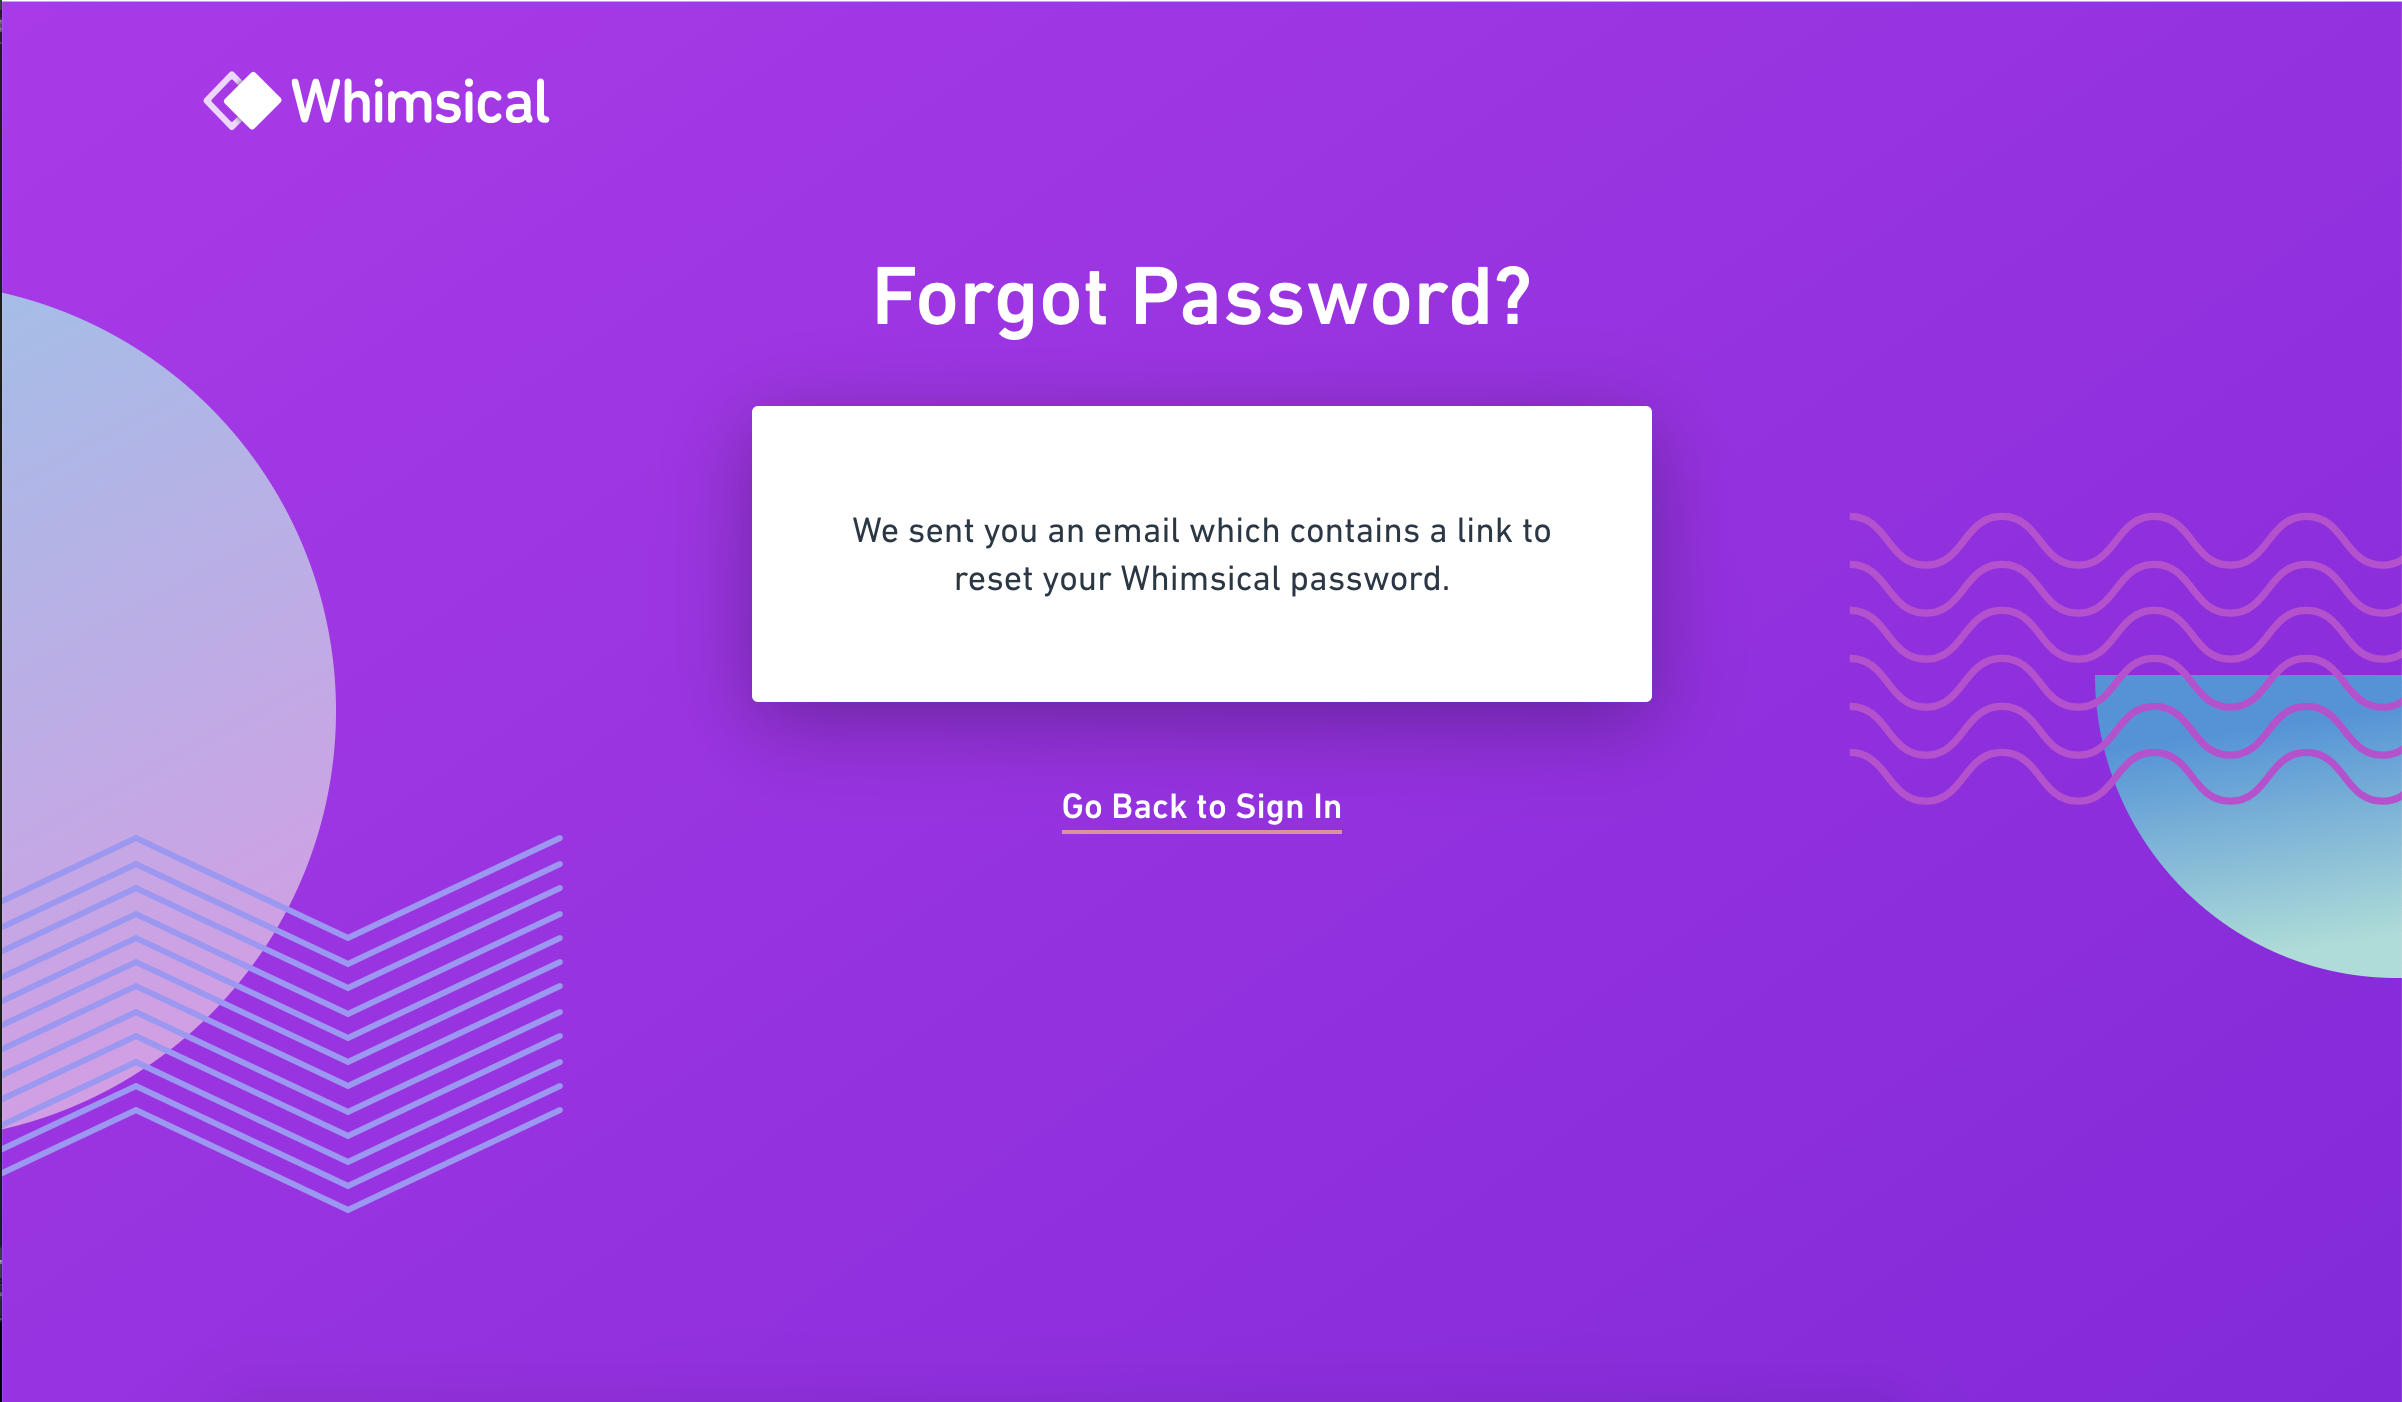 Whimsical
Forgot Password?
We sent you an email which contains a link to
reset your Whimsical password.
Go Back to Sign In